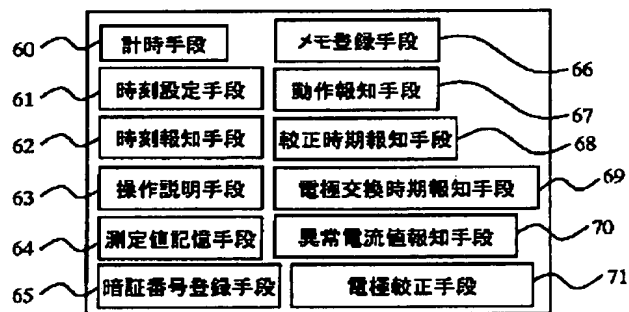 60 計時手段 メモ登録手段 66
61 時刻設定手段 動作報知手段 67
62 時刻報知手段 較正時期報知手段 68
63 操作説明手段 電極交換時期報知手段 69
64 測定値記憶手段 異常電流値報知手段 70
65 暗証番号登録手段 電極較正手段 71